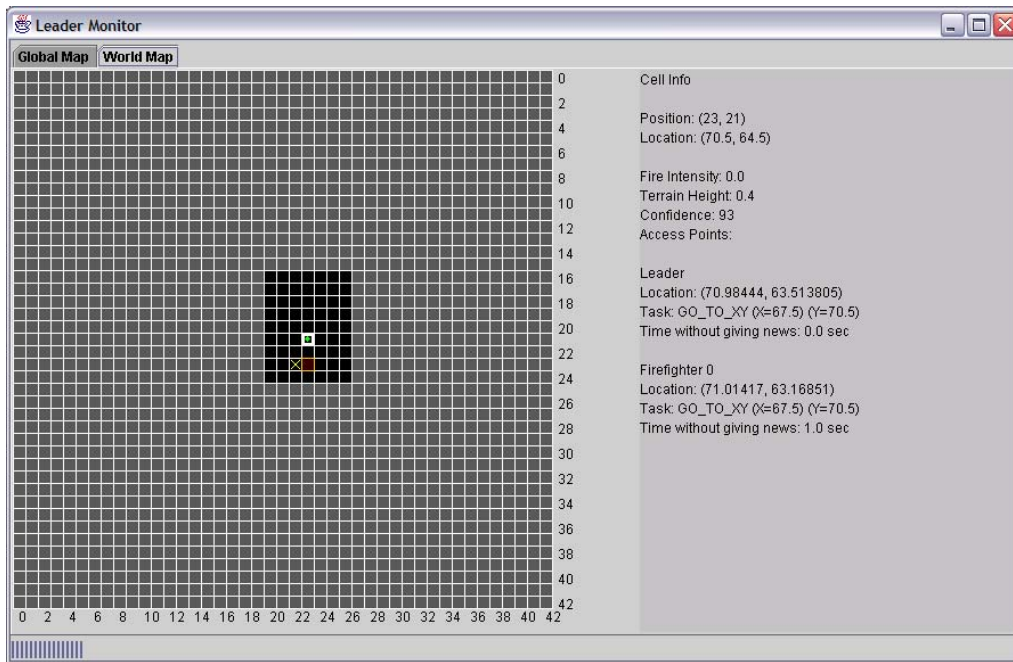 Leader Monitor
Global Map World Map
0
2
4
6
8
10
12
14
16
18
20
22
24
26
28
30
32
34
36
38
40
42
0 2 4 6 8 10 12 14 16 18 20 22 24 26 28 30 32 34 36 38 40 42
Cell Info
Position: (23, 21)
Location: (70.5, 64.5)
Fire Intensity: 0.0
Terrain Height: 0.4
Confidence: 93
Access Points:
Leader
Location: (70.98444, 63.513805)
Task: GO_TO_XY (X=67.5) (Y=70.5)
Time without giving news: 0.0 sec
Firefighter 0
Location: (71.01417, 63.16851)
Task: GO_TO_XY (X=67.5) (Y=70.5)
Time without giving news: 1.0 sec